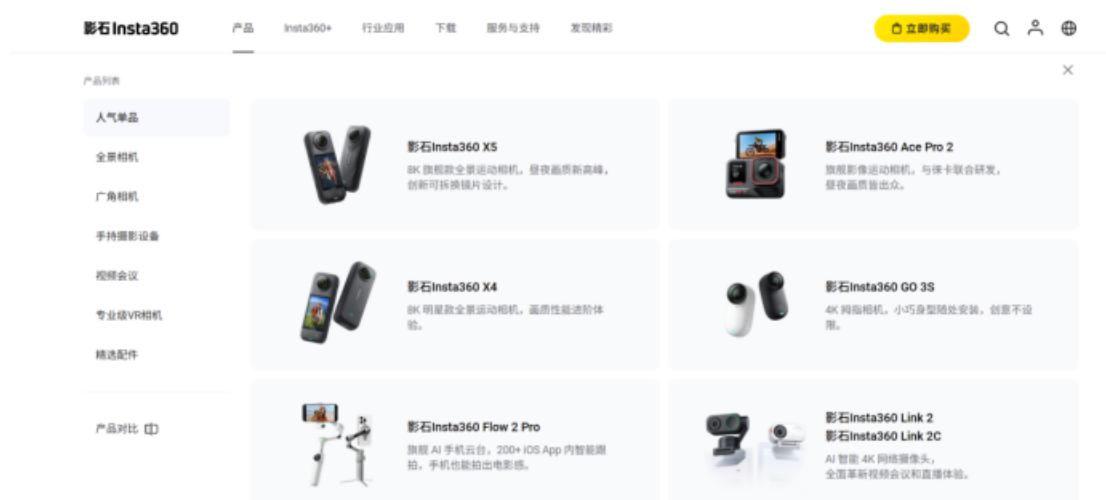 影石Insta360
产品
Insta360+
行业应用
下载
服务与支持
发现精彩
立即购买
产品列表
人气单品
全景相机
广角相机
手持摄影设备
视频会议
专业级VR相机
精选配件
产品对比
影石Insta360 X5
8K 旗舰款全景运动相机，昼夜画质新高峰，
创新可拆换镜片设计。
影石Insta360 Ace Pro 2
旗舰影像运动相机，与徕卡联合研发，
昼夜画质皆出众。
影石Insta360 X4
8K 明星款全景运动相机，画质性能进阶体
验。
影石Insta360 GO 3S
4K 拇指相机，小巧身型随处安装，创意不设
限。
影石Insta360 Flow 2 Pro
旗舰 AI 手机云台，200+ iOS App 内智能跟
拍，手机也能拍出电影感。
影石Insta360 Link 2
影石Insta360 Link 2C
AI 智能 4K 网络摄像头，
全面革新视频会议和直播体验。